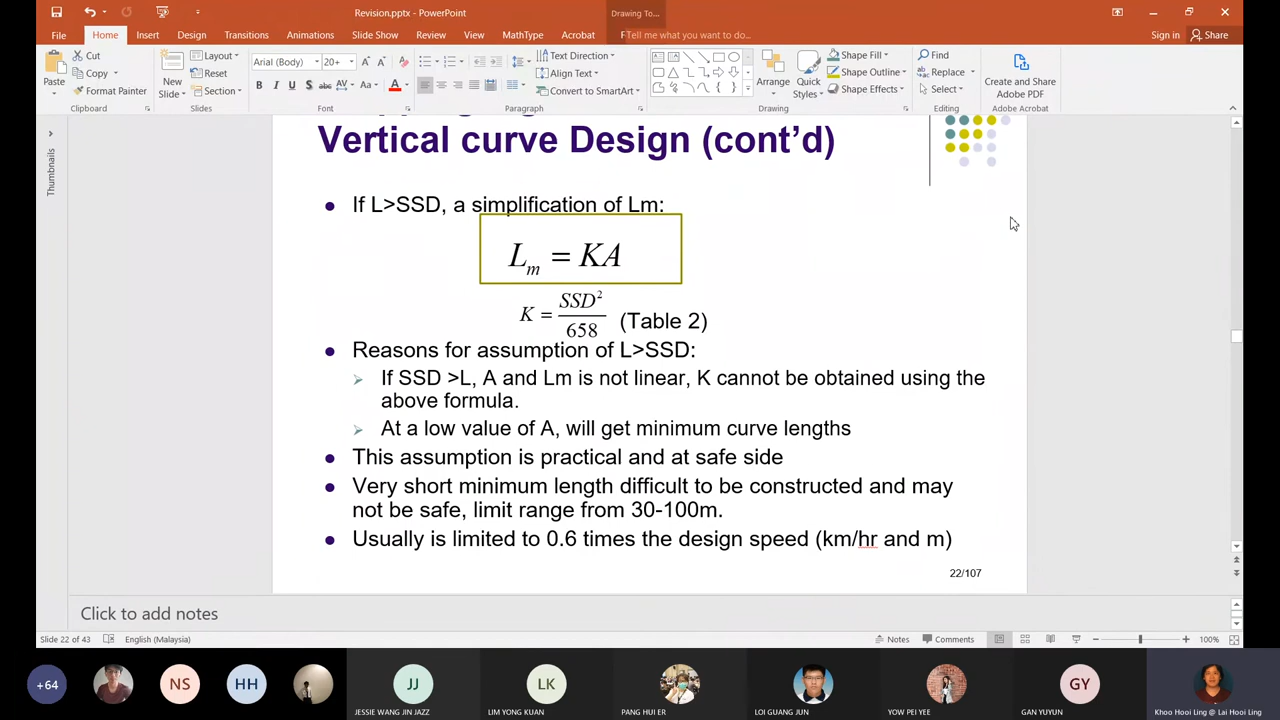 Revision.pptx - PowerPoint
Drawing To...
File Home Insert Design Transitions Animations Slide Show Review View MathType Acrobat Tell me what you want to do... Sign in Share
Paste
Cut
Copy
Format Painter
Clipboard
New
Slide
Layout
Reset
Section
Slides
Arial (Body) 20+
B I U S abc AV Aa A
Font
Text Direction
Align Text
Convert to SmartArt
Paragraph
Arrange
Quick
Styles
Shape Fill
Shape Outline
Shape Effects
Drawing
Find
Replace
Select
Editing
Create and Share
Adobe PDF
Adobe Acrobat
Thumbnails
Vertical curve Design (cont'd)
If L>SSD, a simplification of Lm:
Lm = KA
K = SSD²/658 (Table 2)
Reasons for assumption of L>SSD:
If SSD >L, A and Lm is not linear, K cannot be obtained using the
above formula.
At a low value of A, will get minimum curve lengths
This assumption is practical and at safe side
Very short minimum length difficult to be constructed and may
not be safe, limit range from 30-100m.
Usually is limited to 0.6 times the design speed (km/hr and m)
22/107
Click to add notes
Slide 22 of 43 English (Malaysia) Notes Comments 100%
+64 NS HH JJ LK GY
JESSIE WANG JIN JAZZ LIM YONG KUAN PANG HUI ER LOI GUANG JUN YOW PEI YEE GAN YUYUN Khoo Hooi Ling @ Lai Hooi Ling